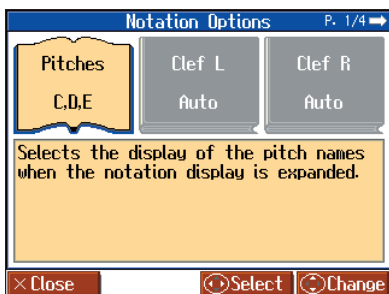 Notation Options P. 1/4
Pitches Clef L Clef R
C,D,E Auto Auto
Selects the display of the pitch names
when the notation display is expanded.
× Close Select Change